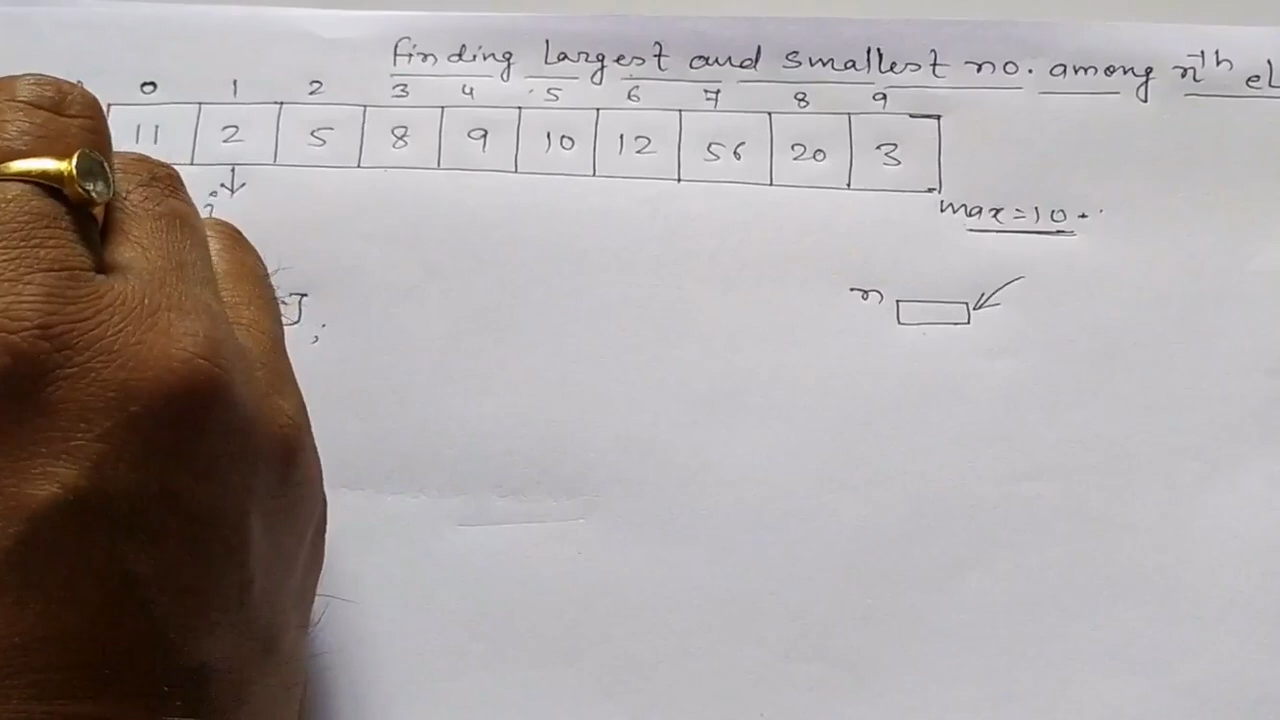 Finding largest and smallest no. among nth
0 1 2 3 4 5 6 7 8 9
11 2 5 8 9 10 12 56 20 3
i
max=10
n
];